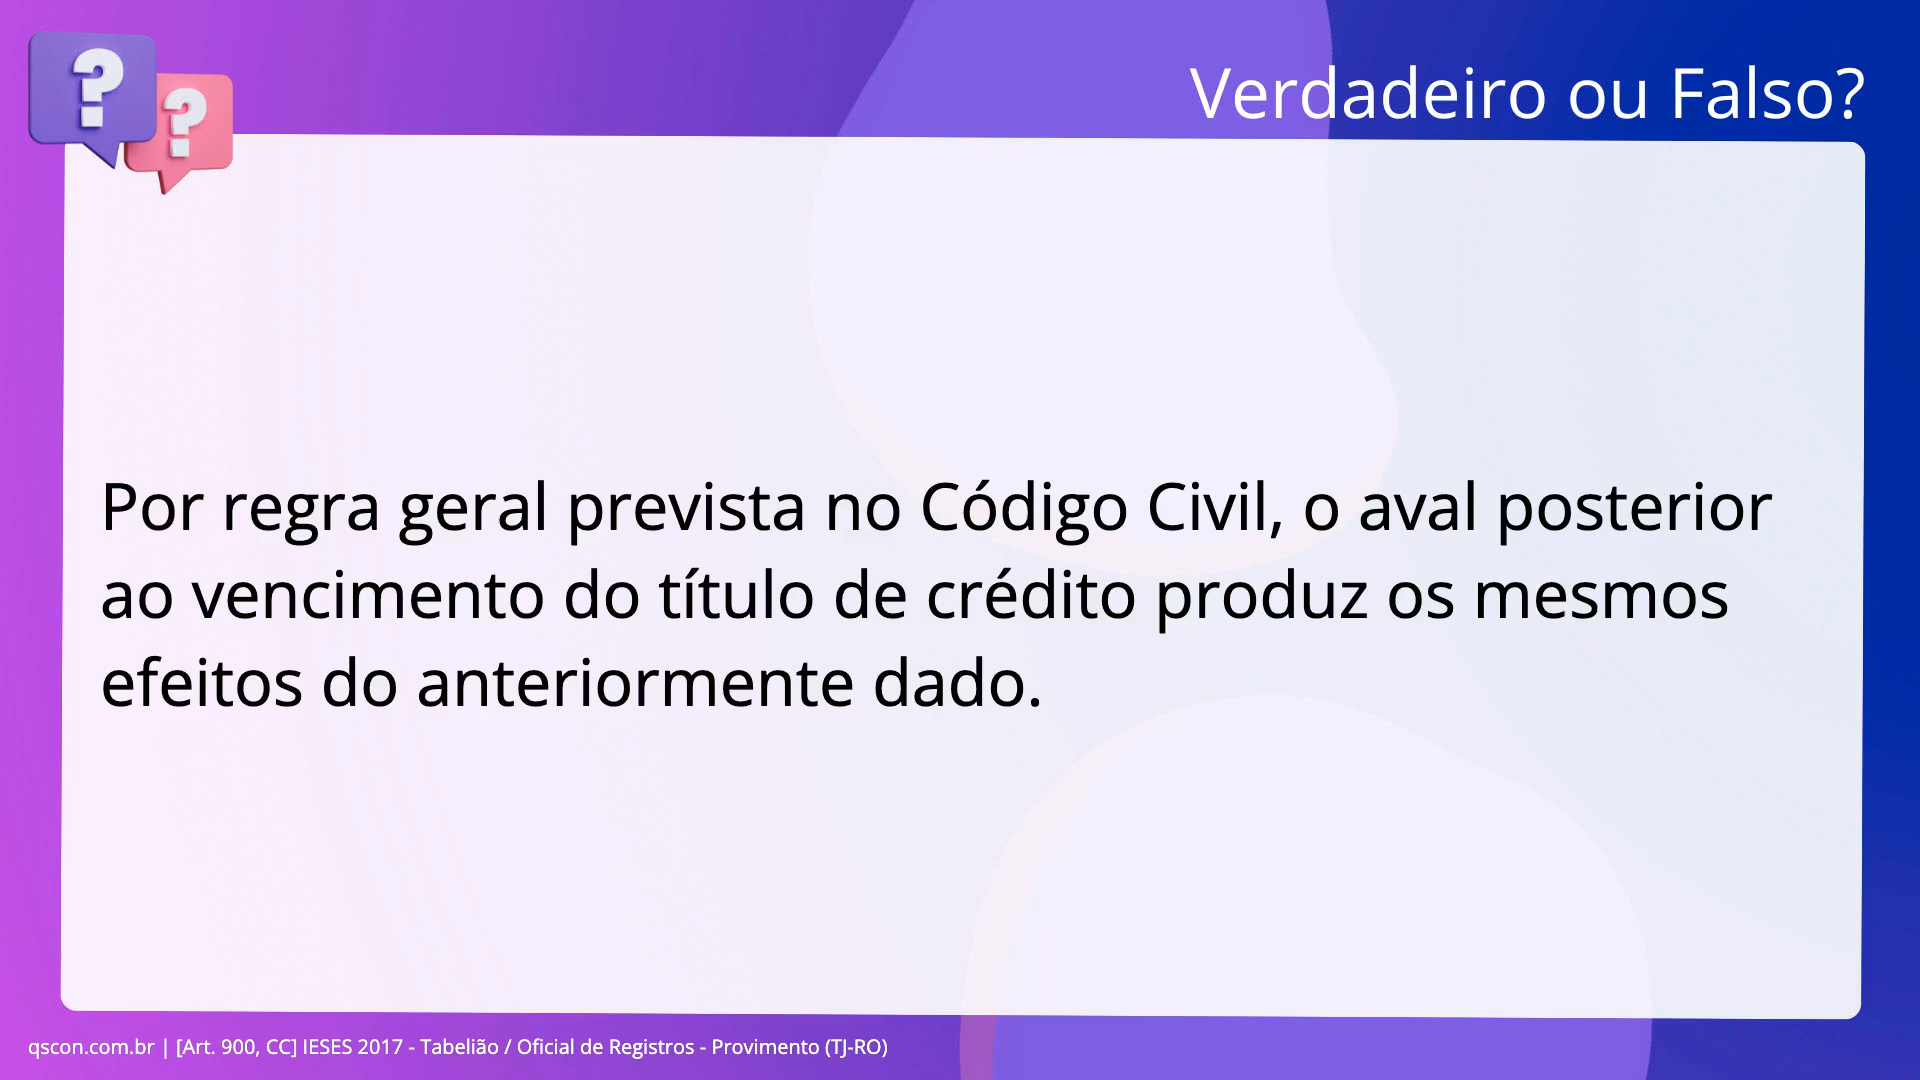 Verdadeiro ou Falso?
Por regra geral prevista no Código Civil, o aval posterior
ao vencimento do título de crédito produz os mesmos
efeitos do anteriormente dado.
qscon.com.br | [Art. 900, CC] IESES 2017 - Tabelião / Oficial de Registros - Provimento (TJ-RO)